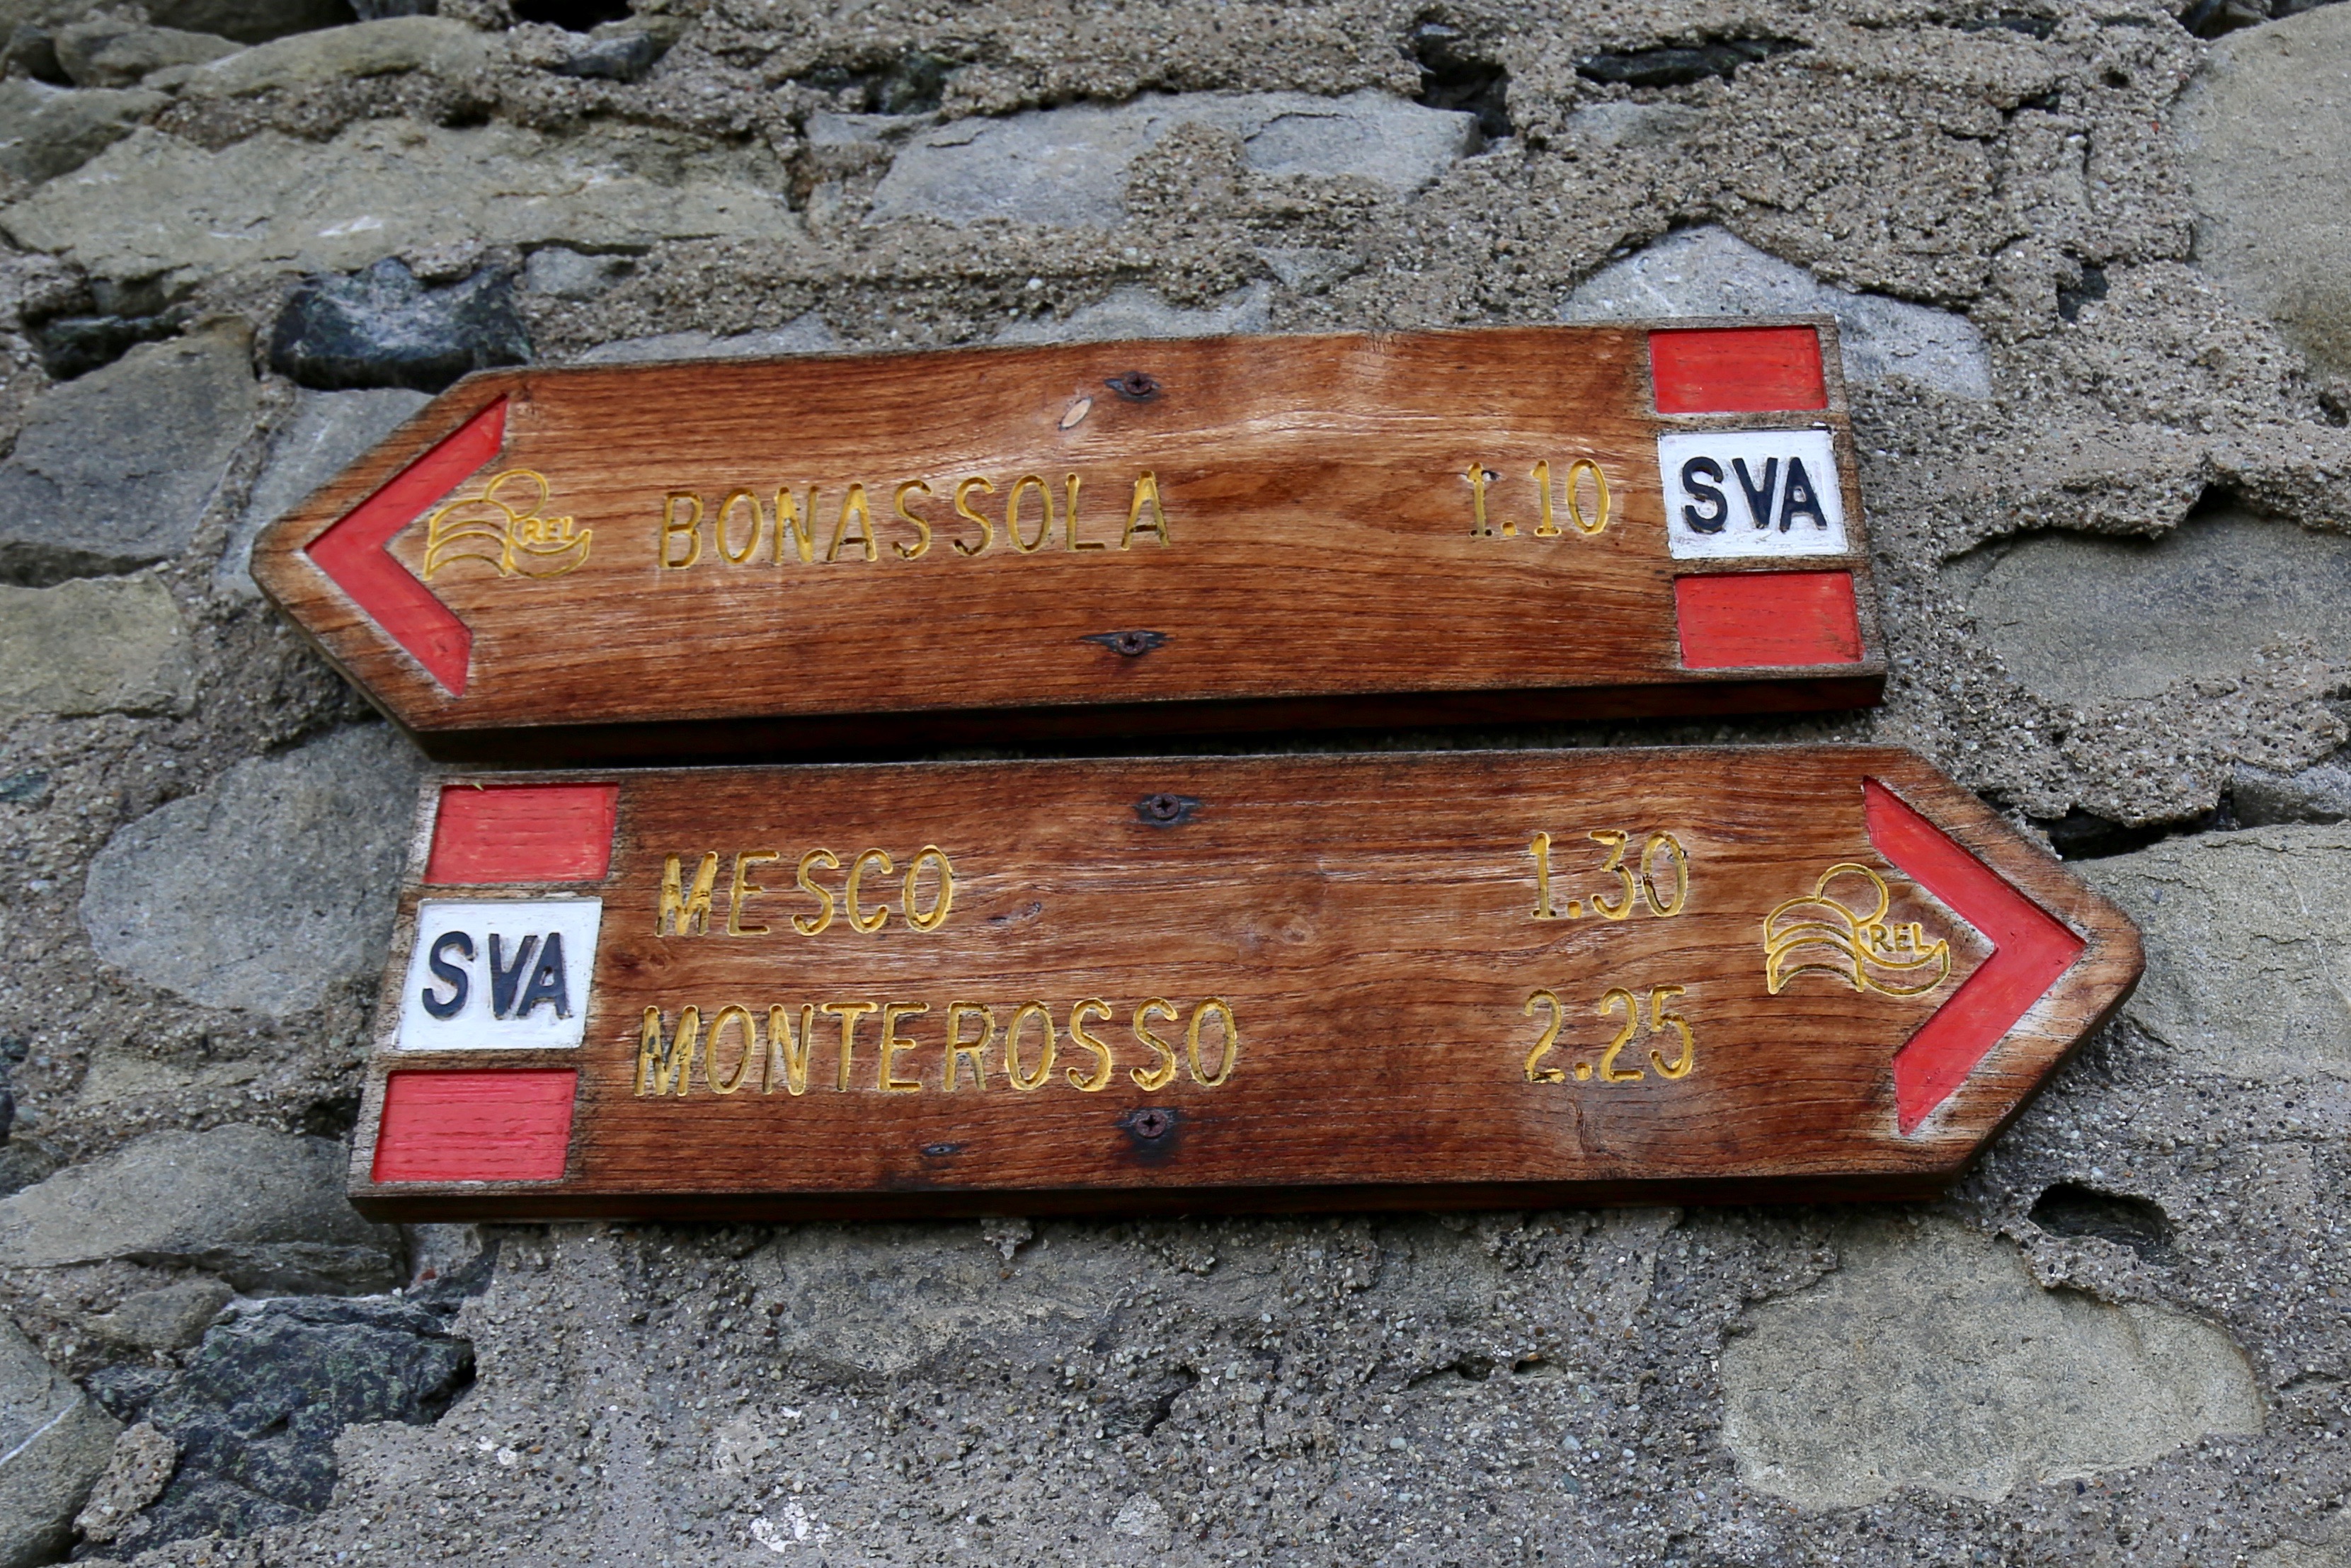 REL BONASSOLA 1.10 SVA
MESCO 1.30
SVA REL
MONTEROSSO 2.25